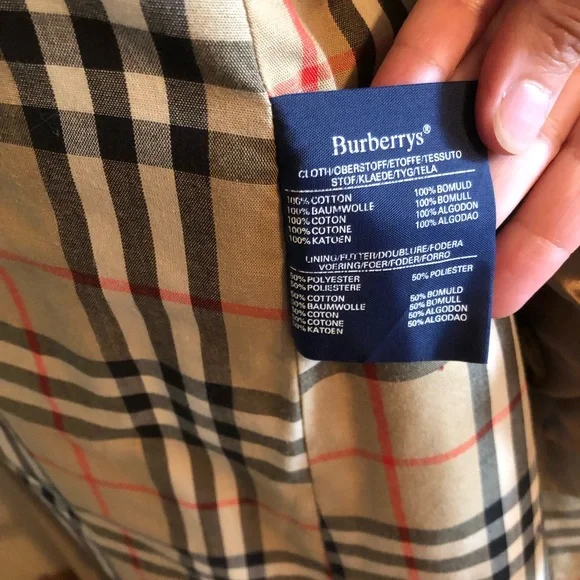 Burberrys®
CLOTH/OBERSTOFF/ETOFFE/TESSUTO
STOF/KLAEDE/TYG/TELA
100% COTTON 100% BOMULD
100% BAUMWOLLE 100% BOMULL
100% COTON 100% ALGODON
100% COTONE 100% ALGODAO
100% KATOEN
LINING/FUTTER/DOUBLURE/FODERA
VOERING/FOER/FODER/FORRO
50% POLYESTER 50% POLIESTER
50% POLIESTERE
50% COTTON 50% BOMULD
50% BAUMWOLLE 50% BOMULL
50% COTON 50% ALGODON
50% COTONE 50% ALGODAO
50% KATOEN